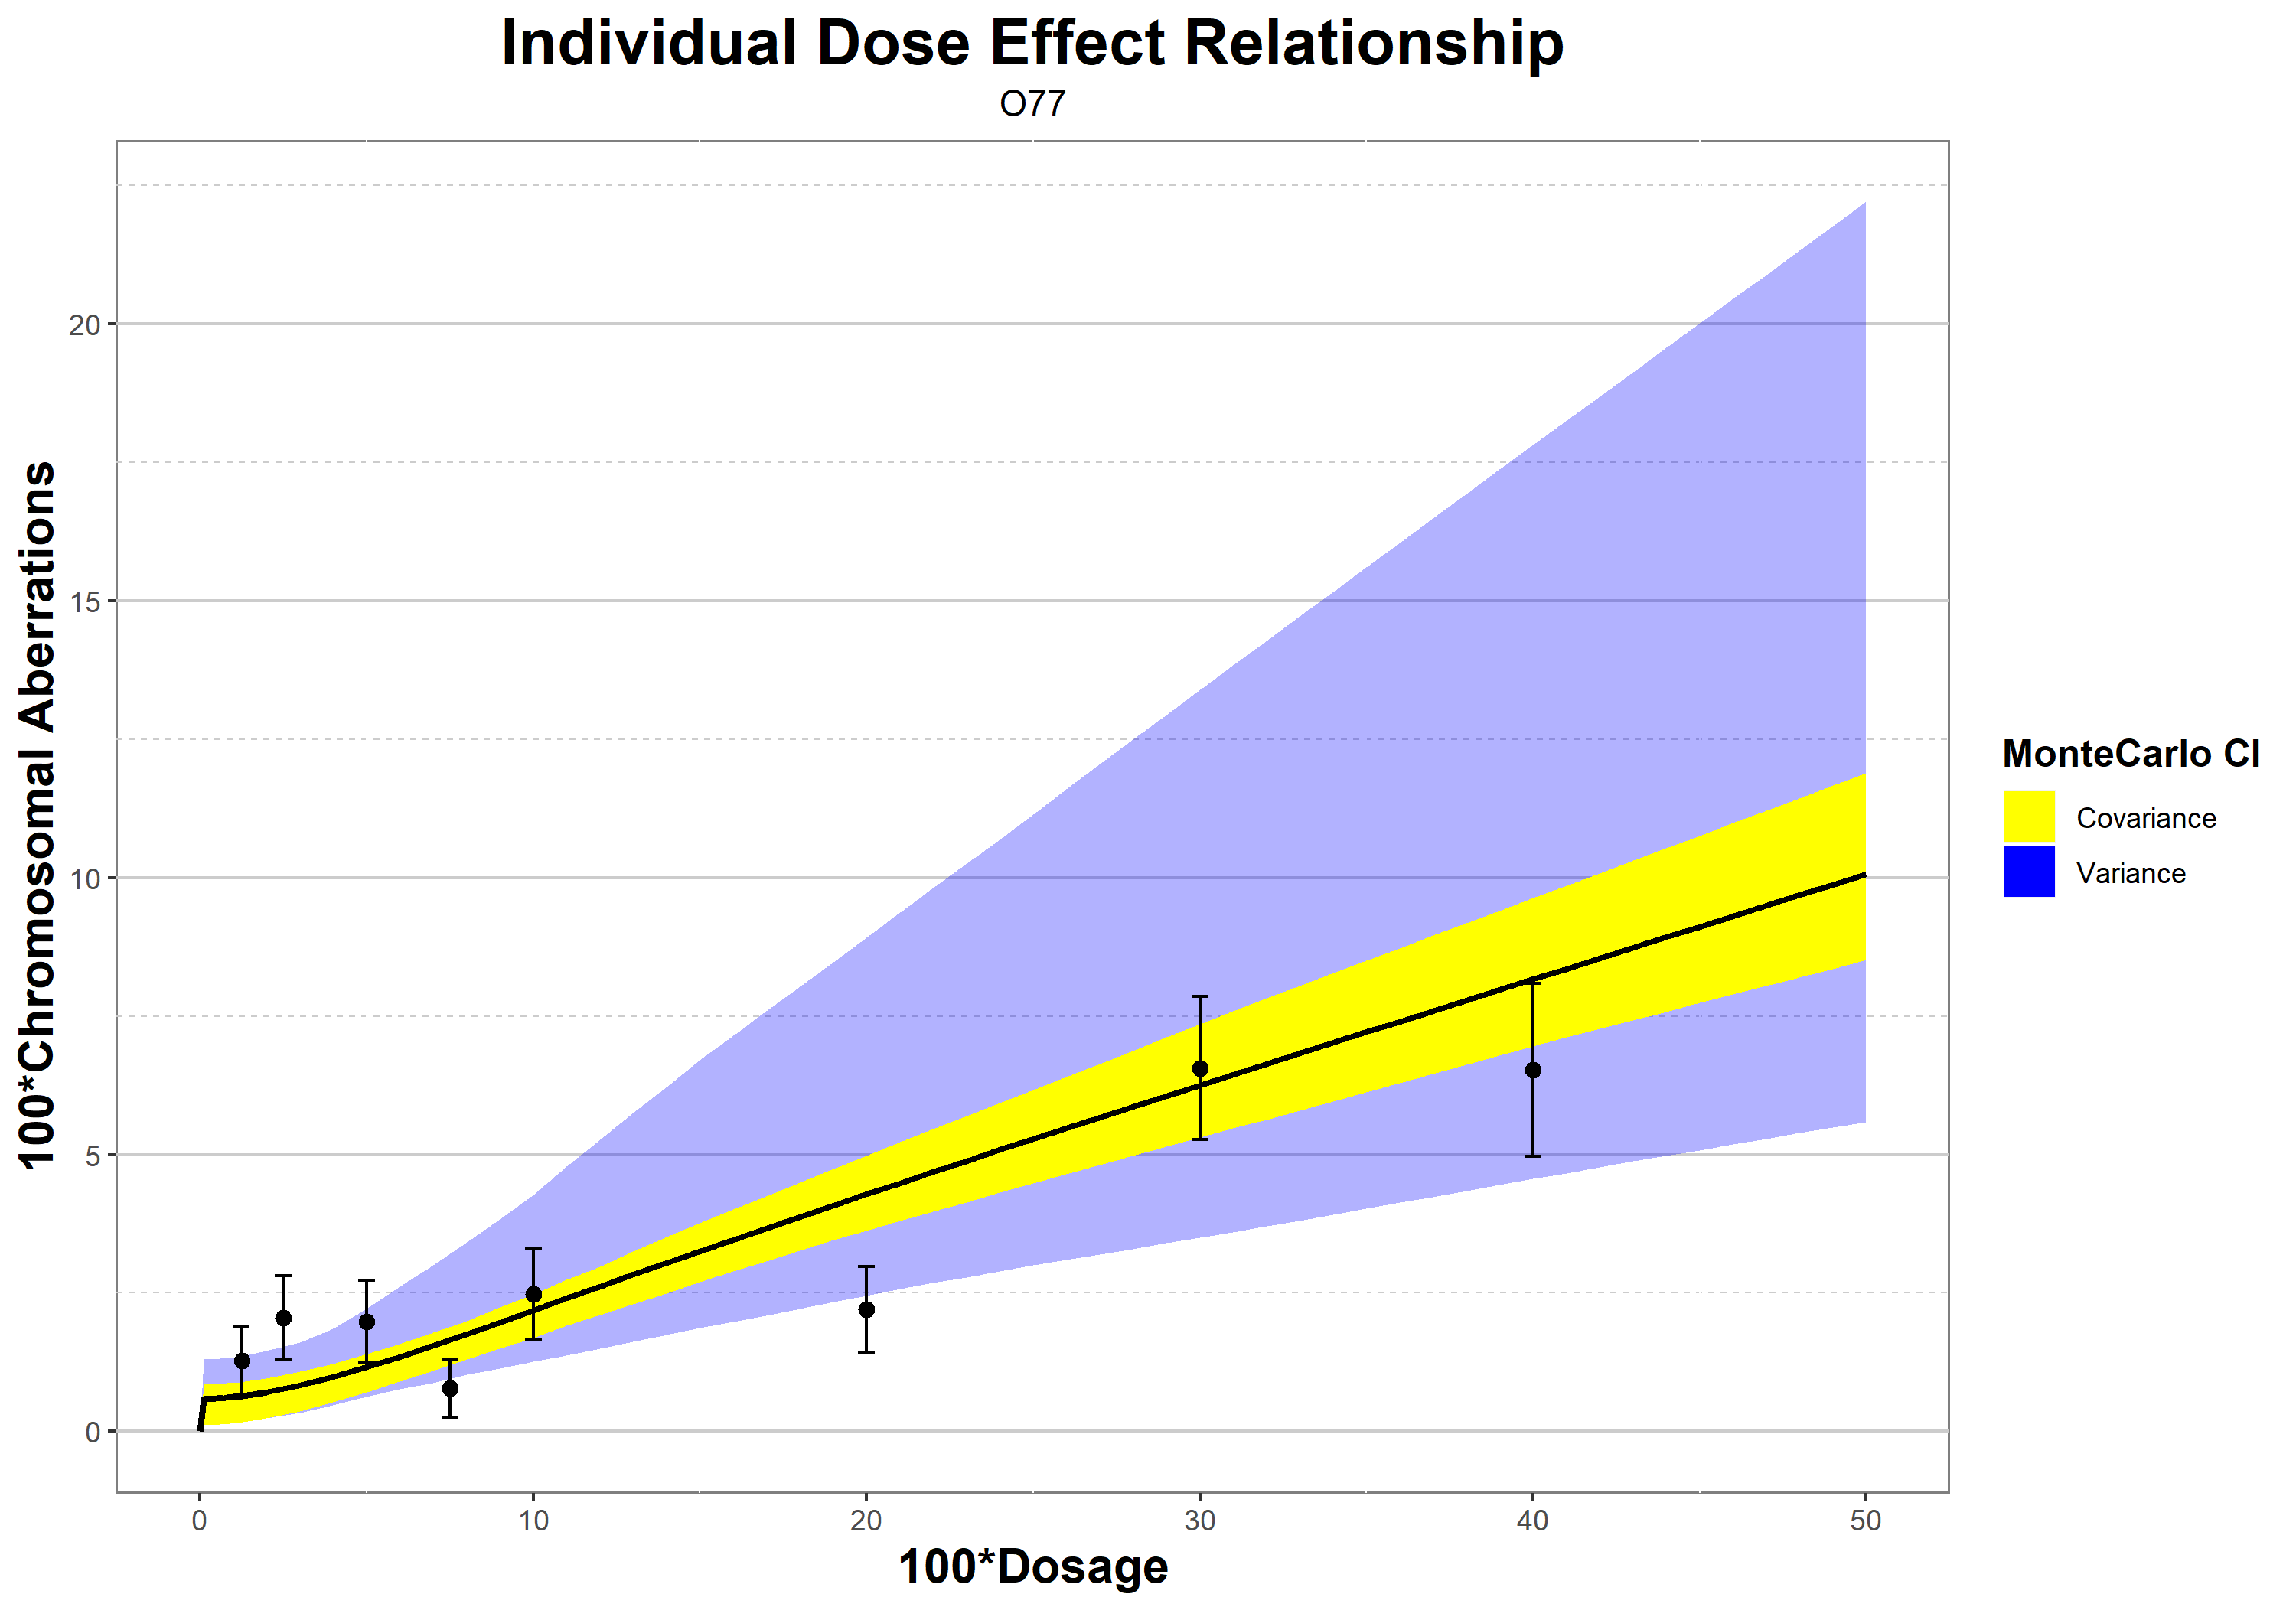 Individual Dose Effect Relationship
O77
100*Chromosomal Aberrations
20
15
10
5
0
0 10 20 30 40 50
100*Dosage
MonteCarlo CI
Covariance
Variance